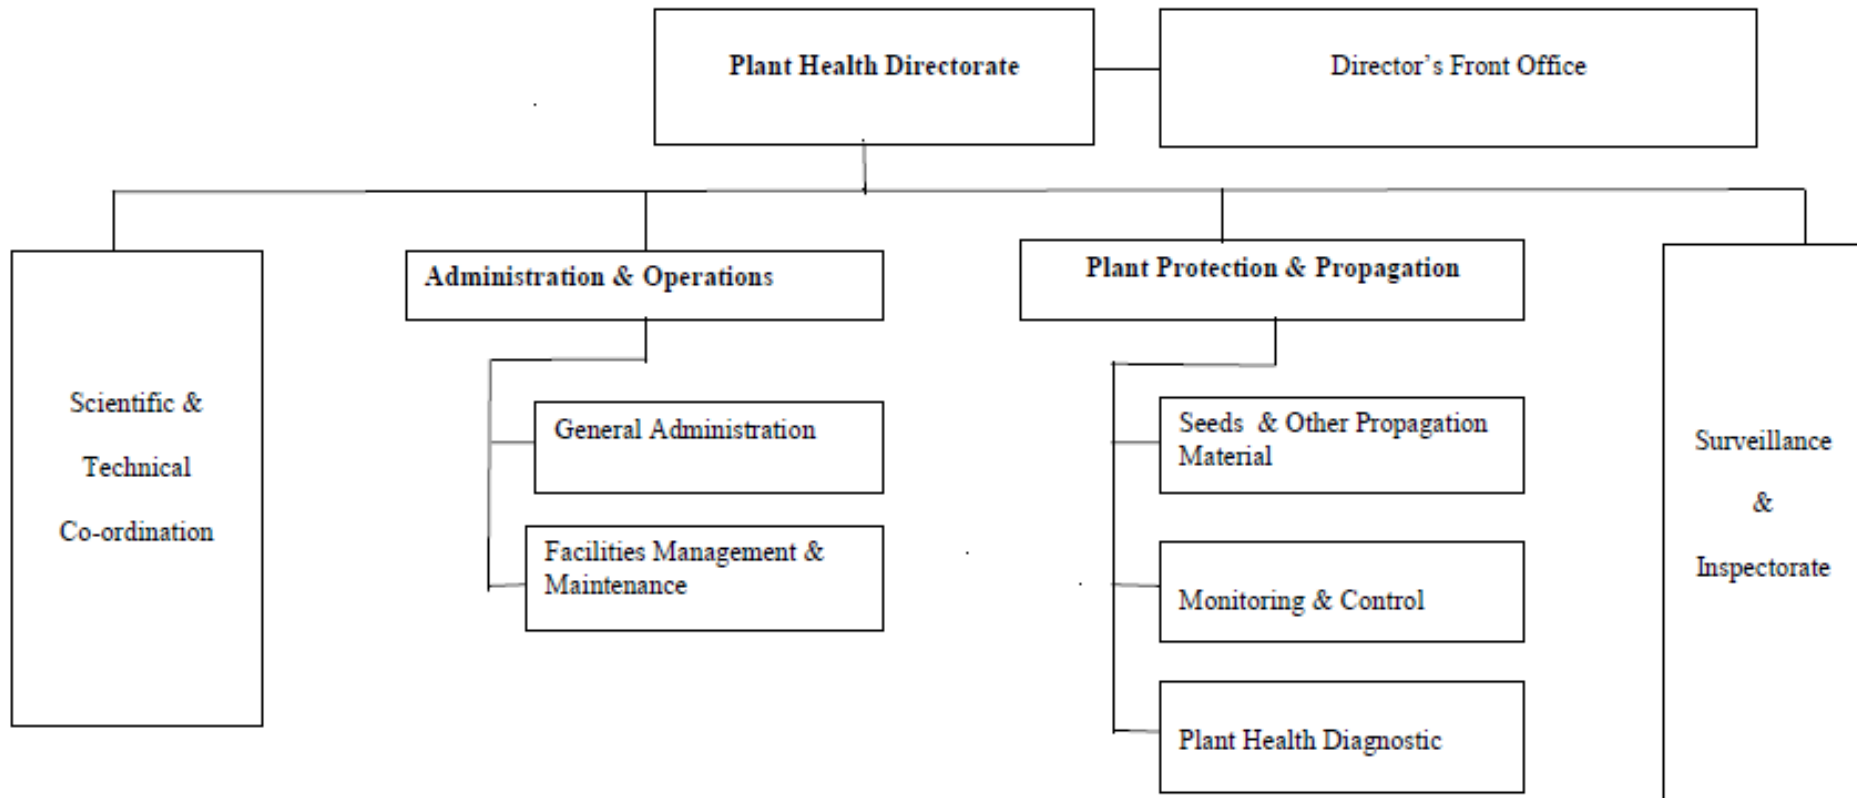 Plant Health Directorate
Director’s Front Office
Scientific &
Technical
Co-ordination
Administration & Operations
General Administration
Facilities Management &
Maintenance
Plant Protection & Propagation
Seeds & Other Propagation
Material
Monitoring & Control
Plant Health Diagnostic
Surveillance
&
Inspectorate